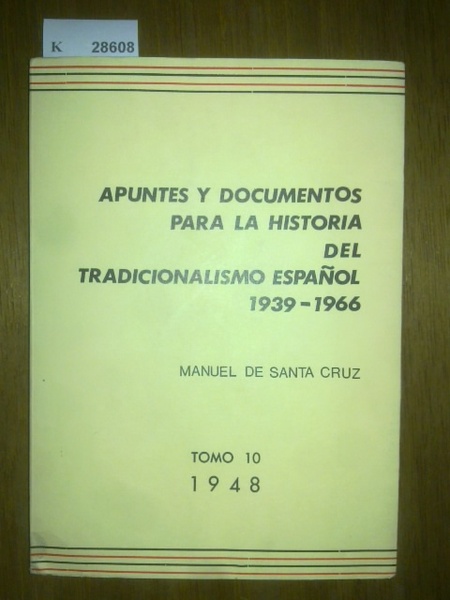 K 28608
APUNTES Y DOCUMENTOS
PARA LA HISTORIA
DEL
TRADICIONALISMO ESPAÑOL
1939-1966
MANUEL DE SANTA CRUZ
TOMO 10
1948